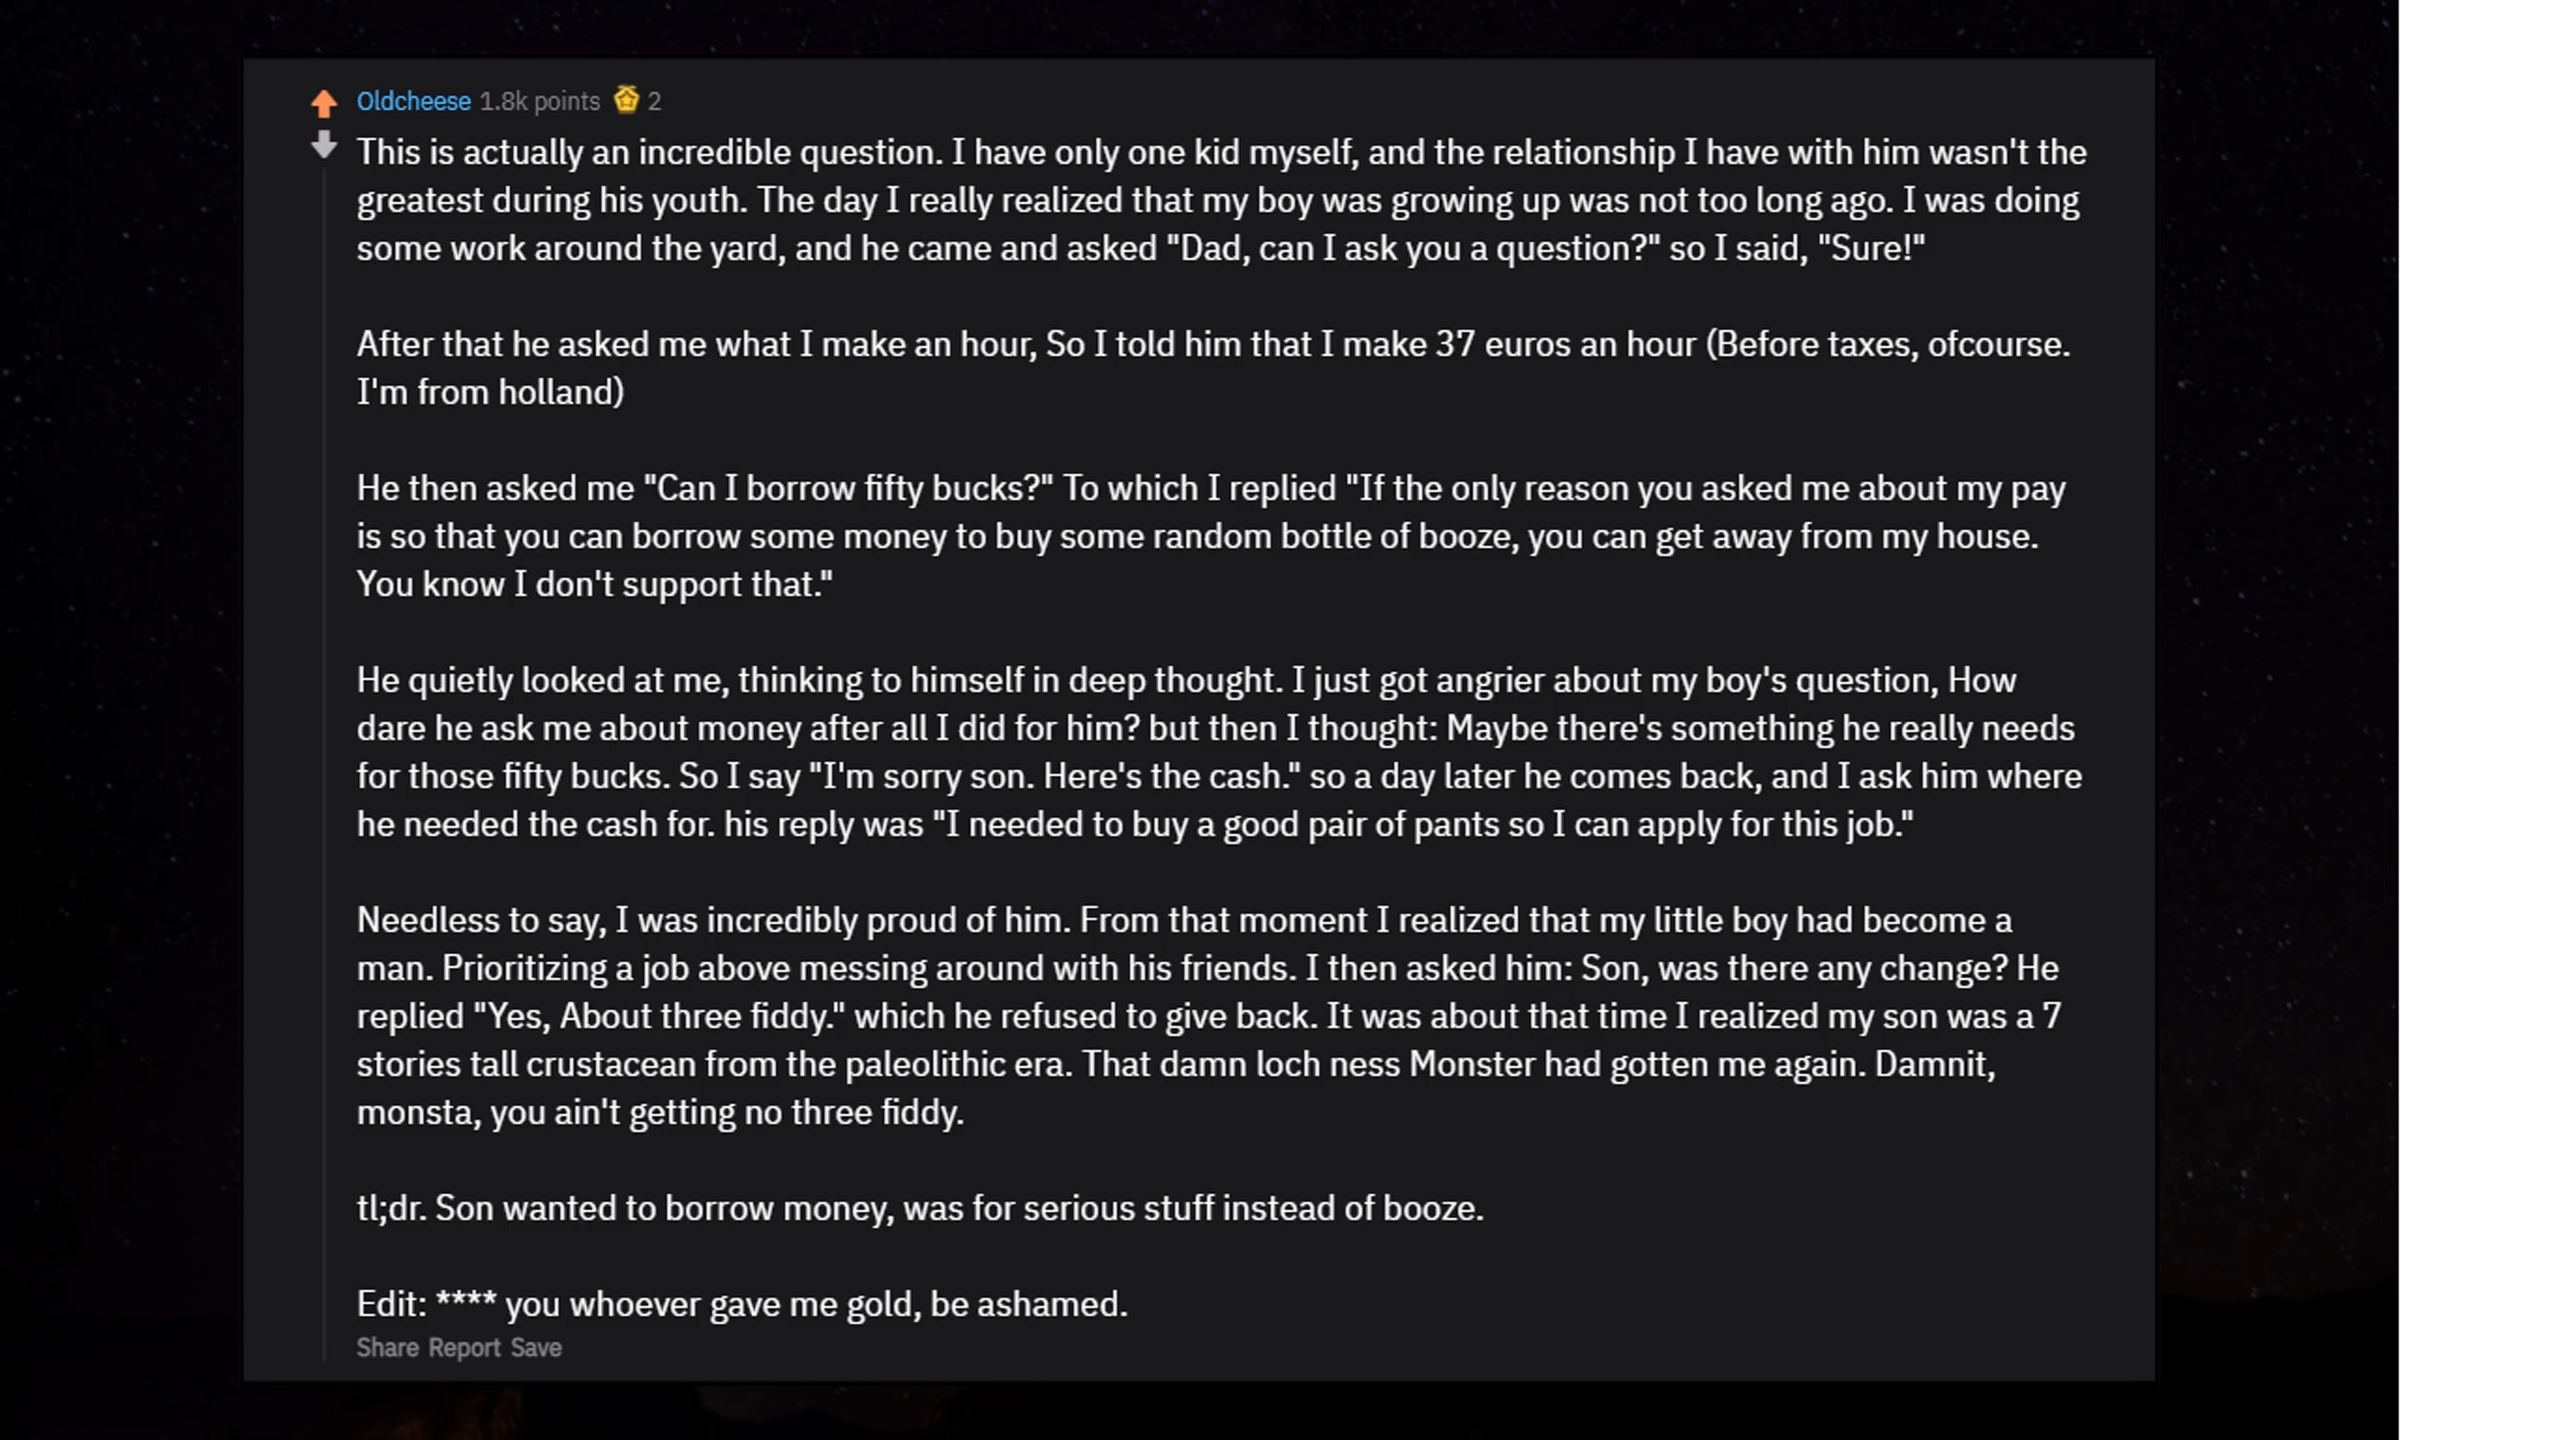 Oldcheese 1.8k points 2
This is actually an incredible question. I have only one kid myself, and the relationship I have with him wasn't the
greatest during his youth. The day I really realized that my boy was growing up was not too long ago. I was doing
some work around the yard, and he came and asked "Dad, can I ask you a question?" so I said, "Sure!"
After that he asked me what I make an hour, So I told him that I make 37 euros an hour (Before taxes, ofcourse.
I'm from holland)
He then asked me "Can I borrow fifty bucks?" To which I replied "If the only reason you asked me about my pay
is so that you can borrow some money to buy some random bottle of booze, you can get away from my house.
You know I don't support that."
He quietly looked at me, thinking to himself in deep thought. I just got angrier about my boy's question, How
dare he ask me about money after all I did for him? but then I thought: Maybe there's something he really needs
for those fifty bucks. So I say "I'm sorry son. Here's the cash." so a day later he comes back, and I ask him where
he needed the cash for. his reply was "I needed to buy a good pair of pants so I can apply for this job."
Needless to say, I was incredibly proud of him. From that moment I realized that my little boy had become a
man. Prioritizing a job above messing around with his friends. I then asked him: Son, was there any change? He
replied "Yes, About three fiddy." which he refused to give back. It was about that time I realized my son was a 7
stories tall crustacean from the paleolithic era. That damn loch ness Monster had gotten me again. Damnit,
monsta, you ain't getting no three fiddy.
tl;dr. Son wanted to borrow money, was for serious stuff instead of booze.
Edit: **** you whoever gave me gold, be ashamed.
Share Report Save